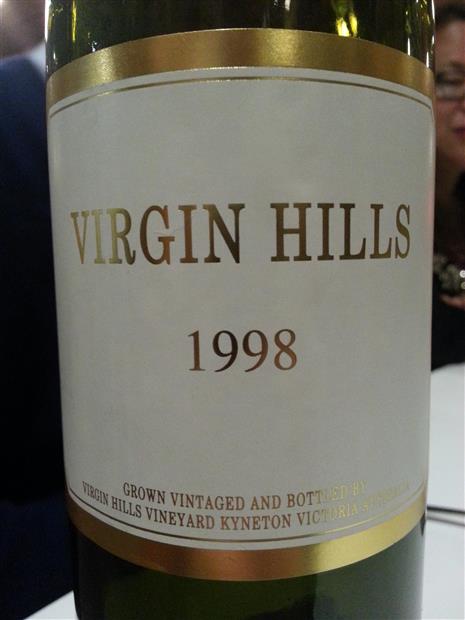 VIRGIN HILLS
1998
GROWN VINTAGED AND BOTTLED BY
VIRGIN HILLS VINEYARD KYNETON VICTORIA AUSTRALIA